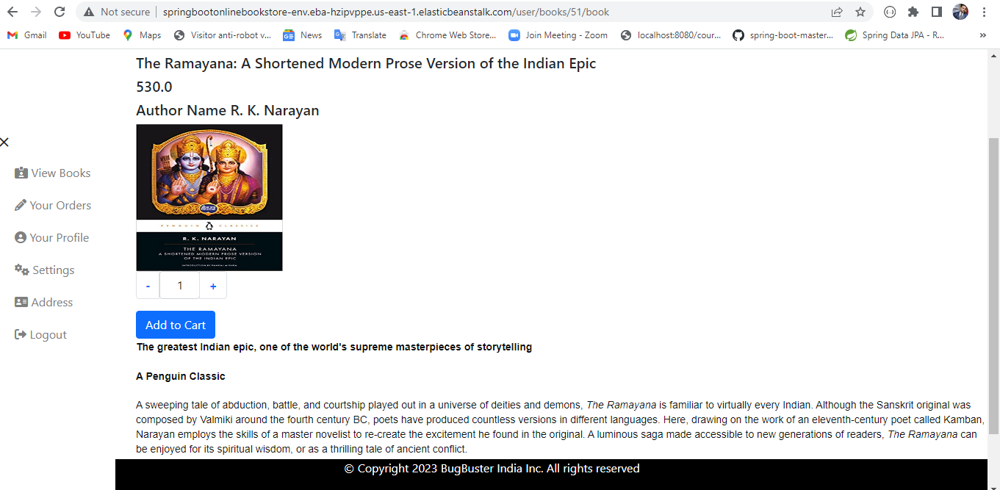 Not secure | springbootonlinebookstore-env.eba-hzipvppe.us-east-1.elasticbeanstalk.com/user/books/51/book
Gmail YouTube Maps Visitor anti-robot v... News Translate Chrome Web Store... Join Meeting - Zoom localhost:8080/cour... spring-boot-master... Spring Data JPA - R... »
The Ramayana: A Shortened Modern Prose Version of the Indian Epic
530.0
Author Name R. K. Narayan
View Books
Your Orders
Your Profile
Settings
Address
Logout
PENGUIN CLASSICS
R. K. NARAYAN
THE RAMAYANA
A SHORTENED MODERN PROSE VERSION
OF THE INDIAN EPIC
INTRODUCTION BY PANKAJ MISHRA
- 1 +
Add to Cart
The greatest Indian epic, one of the world's supreme masterpieces of storytelling
A Penguin Classic
A sweeping tale of abduction, battle, and courtship played out in a universe of deities and demons, The Ramayana is familiar to virtually every Indian. Although the Sanskrit original was
composed by Valmiki around the fourth century BC, poets have produced countless versions in different languages. Here, drawing on the work of an eleventh-century poet called Kamban,
Narayan employs the skills of a master novelist to re-create the excitement he found in the original. A luminous saga made accessible to new generations of readers, The Ramayana can
be enjoyed for its spiritual wisdom, or as a thrilling tale of ancient conflict.
© Copyright 2023 BugBuster India Inc. All rights reserved